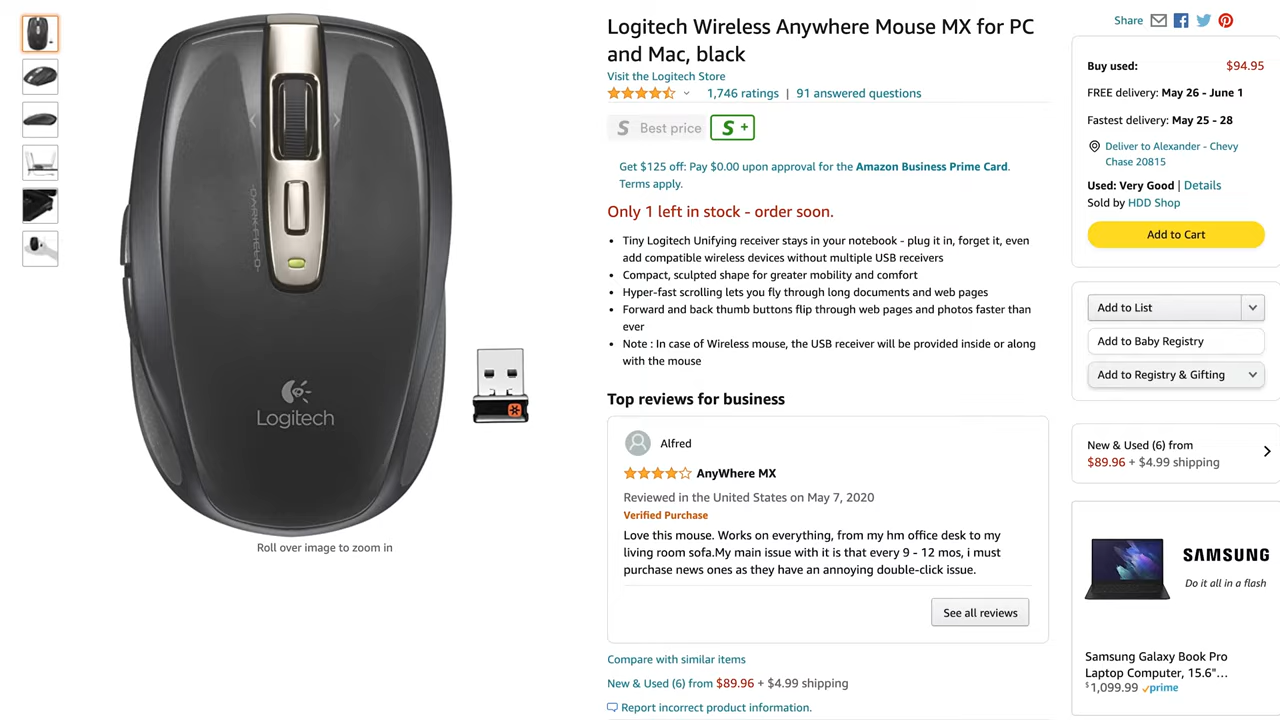 Logitech Wireless Anywhere Mouse MX for PC
and Mac, black
Visit the Logitech Store
1,746 ratings | 91 answered questions
S Best price S +
Get $125 off: Pay $0.00 upon approval for the Amazon Business Prime Card.
Terms apply.
Only 1 left in stock - order soon.
• Tiny Logitech Unifying receiver stays in your notebook - plug it in, forget it, even
add compatible wireless devices without multiple USB receivers
• Compact, sculpted shape for greater mobility and comfort
• Hyper-fast scrolling lets you fly through long documents and web pages
• Forward and back thumb buttons flip through web pages and photos faster than
ever
• Note : In case of Wireless mouse, the USB receiver will be provided inside or along
with the mouse
Top reviews for business
Alfred
AnyWhere MX
Reviewed in the United States on May 7, 2020
Verified Purchase
Love this mouse. Works on everything, from my hm office desk to my
living room sofa.My main issue with it is that every 9 - 12 mos, i must
purchase news ones as they have an annoying double-click issue.
See all reviews
Compare with similar items
New & Used (6) from $89.96 + $4.99 shipping
Report incorrect product information.
DARKFIELD
Logitech
Roll over image to zoom in
Share
Buy used: $94.95
FREE delivery: May 26 - June 1
Fastest delivery: May 25 - 28
Deliver to Alexander - Chevy
Chase 20815
Used: Very Good | Details
Sold by HDD Shop
Add to Cart
Add to List
Add to Baby Registry
Add to Registry & Gifting
New & Used (6) from
$89.96 + $4.99 shipping
SAMSUNG
Do it all in a flash
Samsung Galaxy Book Pro
Laptop Computer, 15.6"...
$1,099.99 prime